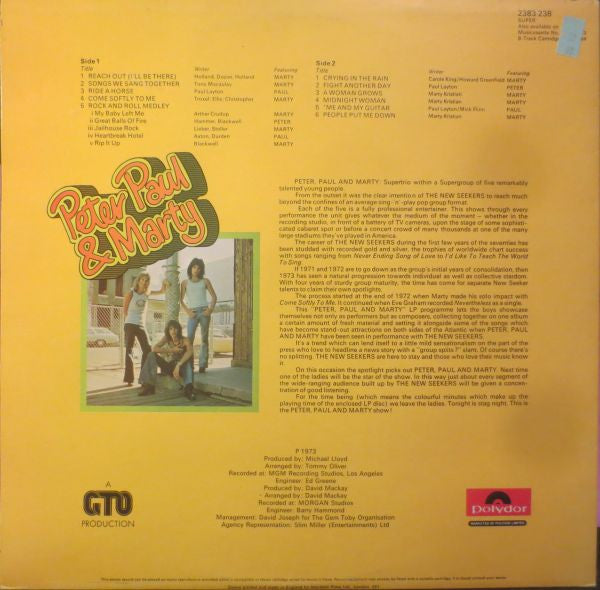 2383 238
SUPER
Also available on
Musicassette No.
8-Track Cartridge
Side 1
Title Writer Featuring
1 REACH OUT (I'LL BE THERE) Holland, Dozier, Holland MARTY
2 SONGS WE SANG TOGETHER Tony Macaulay MARTY
3 RIDE A HORSE Paul Layton PAUL
4 COME SOFTLY TO ME Troxel, Ellis, Christopher MARTY
5 ROCK AND ROLL MEDLEY
i My Baby Left Me Arthur Crudup MARTY
ii Great Balls Of Fire Hammer, Blackwell PETER
iii Jailhouse Rock Lieber, Stoller MARTY
iv Heartbreak Hotel Axton, Durden PAUL
v Rip It Up Blackwell MARTY
Side 2
Title Writer Featuring
1 CRYING IN THE RAIN Carole King/Howard Greenfield MARTY
2 FIGHT ANOTHER DAY Paul Layton PETER
3 A WOMAN GROWS Marty Kristian MARTY
4 MIDNIGHT WOMAN Marty Kristian MARTY
5 "ME AND MY GUITAR Paul Layton/Mick Flinn PAUL
6 PEOPLE PUT ME DOWN Marty Kristian MARTY
Peter Paul
& Marty
PETER, PAUL AND MARTY: Supertrio within a Supergroup of five remarkably
talented young people.
From the outset it was the clear intention of THE NEW SEEKERS to reach much
beyond the confines of an average sing-'n'-play pop group format.
Each of the five is a fully professional entertainer. This shows through every
performance the unit gives whatever the medium of the moment – whether in the
recording studio, in front of a battery of TV cameras, upon the stage of some sophisti-
cated cabaret spot or before a concert crowd of many thousands at one of the many
large stadiums they've played in America.
The career of THE NEW SEEKERS during the first few years of the seventies has
been studded with recorded gold and silver, the trophies of worldwide chart success
with songs ranging from Never Ending Song of Love to I'd Like To Teach The World
To Sing.
If 1971 and 1972 are to go down as the group's initial years of consolidation, then
1973 has seen a natural progression towards individual as well as collective stardom.
With four years of sturdy group maturity, the time has come for separate New Seeker
talents to claim their own spotlights.
The process started at the end of 1972 when Marty made his solo impact with
Come Softly To Me. It continued when Eve Graham recorded Nevertheless as a single.
This "PETER, PAUL AND MARTY" LP programme lets the boys showcase
themselves not only as performers but as composers, collecting together on one album
a certain amount of fresh material and setting it alongside some of the songs which
have become stand-out attractions on both sides of the Atlantic when PETER, PAUL
AND MARTY have been seen in performance with THE NEW SEEKERS.
It's a trend which can lend itself to a little mild sensationalism on the part of the
press who love to headline a news story with a "group splits?" slant. Of course there's
no splitting. THE NEW SEEKERS are here to stay and those who love their music know
it.
On this occasion the spotlight picks out PETER, PAUL AND MARTY. Next time
one of the ladies will be the star of the show. In this way just about every segment of
the wide-ranging audience built up by THE NEW SEEKERS will be given a concen-
tration of good listening.
For the time being (which means the colourful minutes which make up the
playing time of the enclosed LP disc) we leave the ladies. Tonight is stag night. This is
the PETER, PAUL AND MARTY show!
P 1973
Produced by: Michael Lloyd
Arranged by: Tommy Oliver
Recorded at: MGM Recording Studios, Los Angeles
Engineer: Ed Greene
Produced by: David Mackay
Arranged by: David Mackay
Recorded at: MORGAN Studios
Engineer: Barry Hammond
Management: David Joseph for The Gem Toby Organisation
Agency Representation: Slim Miller (Entertainments) Ltd
A
GTO
PRODUCTION
polydor
MARKETED BY POLYDOR LIMITED